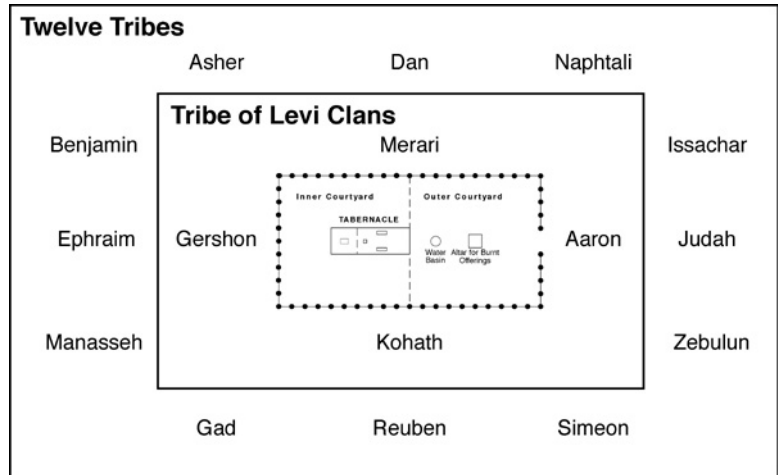 Twelve Tribes
Asher Dan Naphtali
Tribe of Levi Clans
Benjamin Merari Issachar
Inner Courtyard Outer Courtyard
TABERNACLE
Ephraim Gershon Aaron Judah
Water Basin
Altar for Burnt Offerings
Manasseh Kohath Zebulun
Gad Reuben Simeon